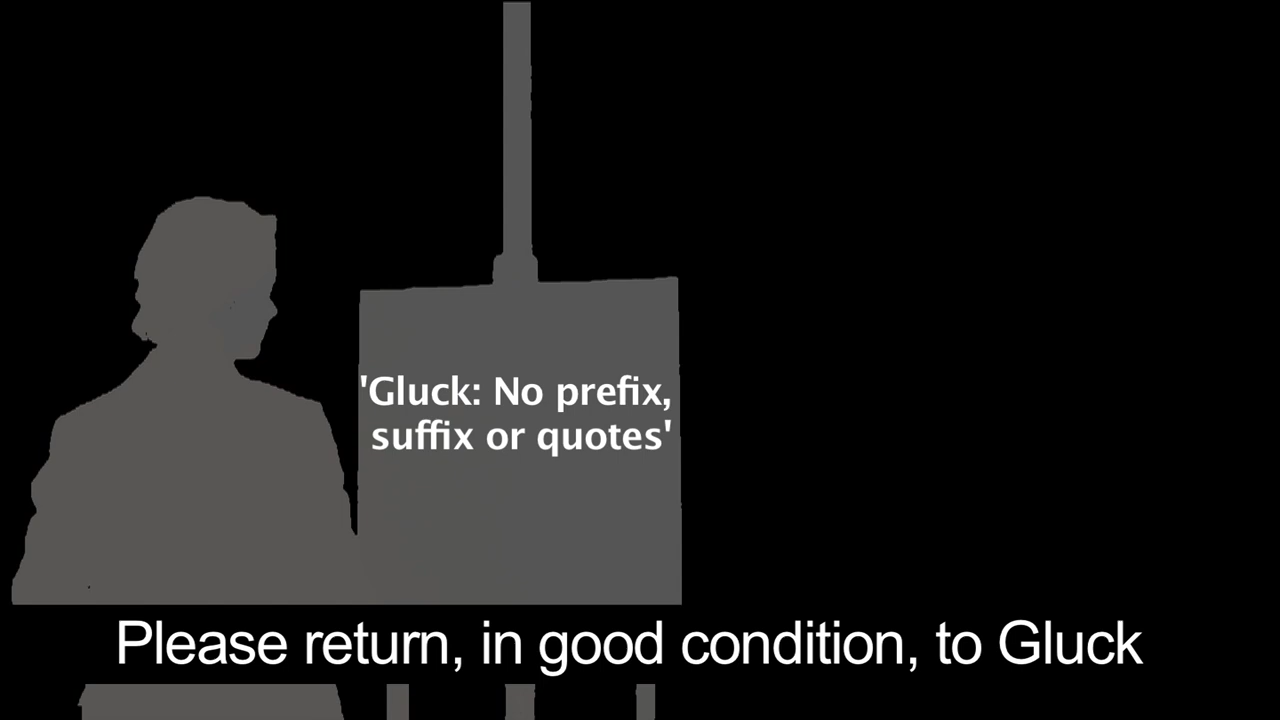 'Gluck: No prefix,
suffix or quotes'
Please return, in good condition, to Gluck